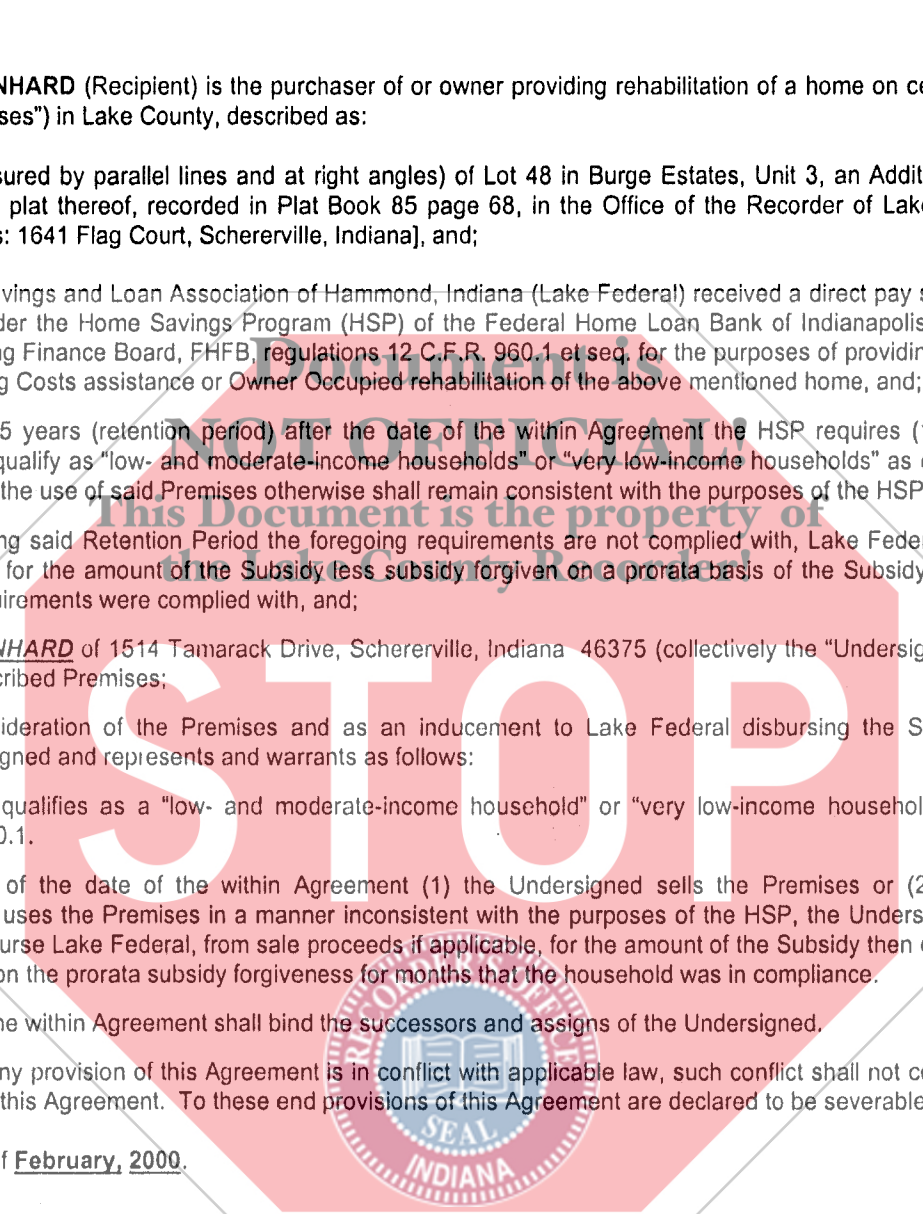 NHARD (Recipient) is the purchaser of or owner providing rehabilitation of a home on ce
ses”) in Lake County, described as:
sured by parallel lines and at right angles) of Lot 48 in Burge Estates, Unit 3, an Addit
plat thereof, recorded in Plat Book 85 page 68, in the Office of the Recorder of Lake
s: 1641 Flag Court, Schererville, Indiana], and;
vings and Loan Association of Hammond, Indiana (Lake Federal) received a direct pay s
der the Home Savings Program (HSP) of the Federal Home Loan Bank of Indianapolis
ng Finance Board, FHFB, regulations 12 C.F.R. 960.1 et seq. for the purposes of providin
g Costs assistance or Owner Occupied rehabilitation of the above mentioned home, and;
Document is
5 years (retention period) after the date of the within Agreement the HSP requires (
NOT OFFICIAL!
qualify as "low- and moderate-income households” or “very low-income households” as
the use of said Premises otherwise shall remain consistent with the purposes of the HSP
This Document is the property of
ng said Retention Period the foregoing requirements are not complied with, Lake Feder
the Lake County Recorder!
for the amount of the Subsidy less subsidy forgiven on a prorata basis of the Subsidy
uirements were complied with, and;
NHARD of 1514 Tamarack Drive, Schererville, Indiana 46375 (collectively the “Undersig
cribed Premises;
STOP
sideration of the Premises and as an inducement to Lake Federal disbursing the S
igned and represents and warrants as follows:
qualifies as a "low- and moderate-income household” or “very low-income househol
0.1.
of the date of the within Agreement (1) the Undersigned sells the Premises or (2
uses the Premises in a manner inconsistent with the purposes of the HSP, the Unders
urse Lake Federal, from sale proceeds if applicable, for the amount of the Subsidy then
on the prorata subsidy forgiveness for months that the household was in compliance.
he within Agreement shall bind the successors and assigns of the Undersigned.
ny provision of this Agreement is in conflict with applicable law, such conflict shall not c
this Agreement. To these end provisions of this Agreement are declared to be severable
RECORDER'S OFFICE
SEAL
INDIANA
f February, 2000.